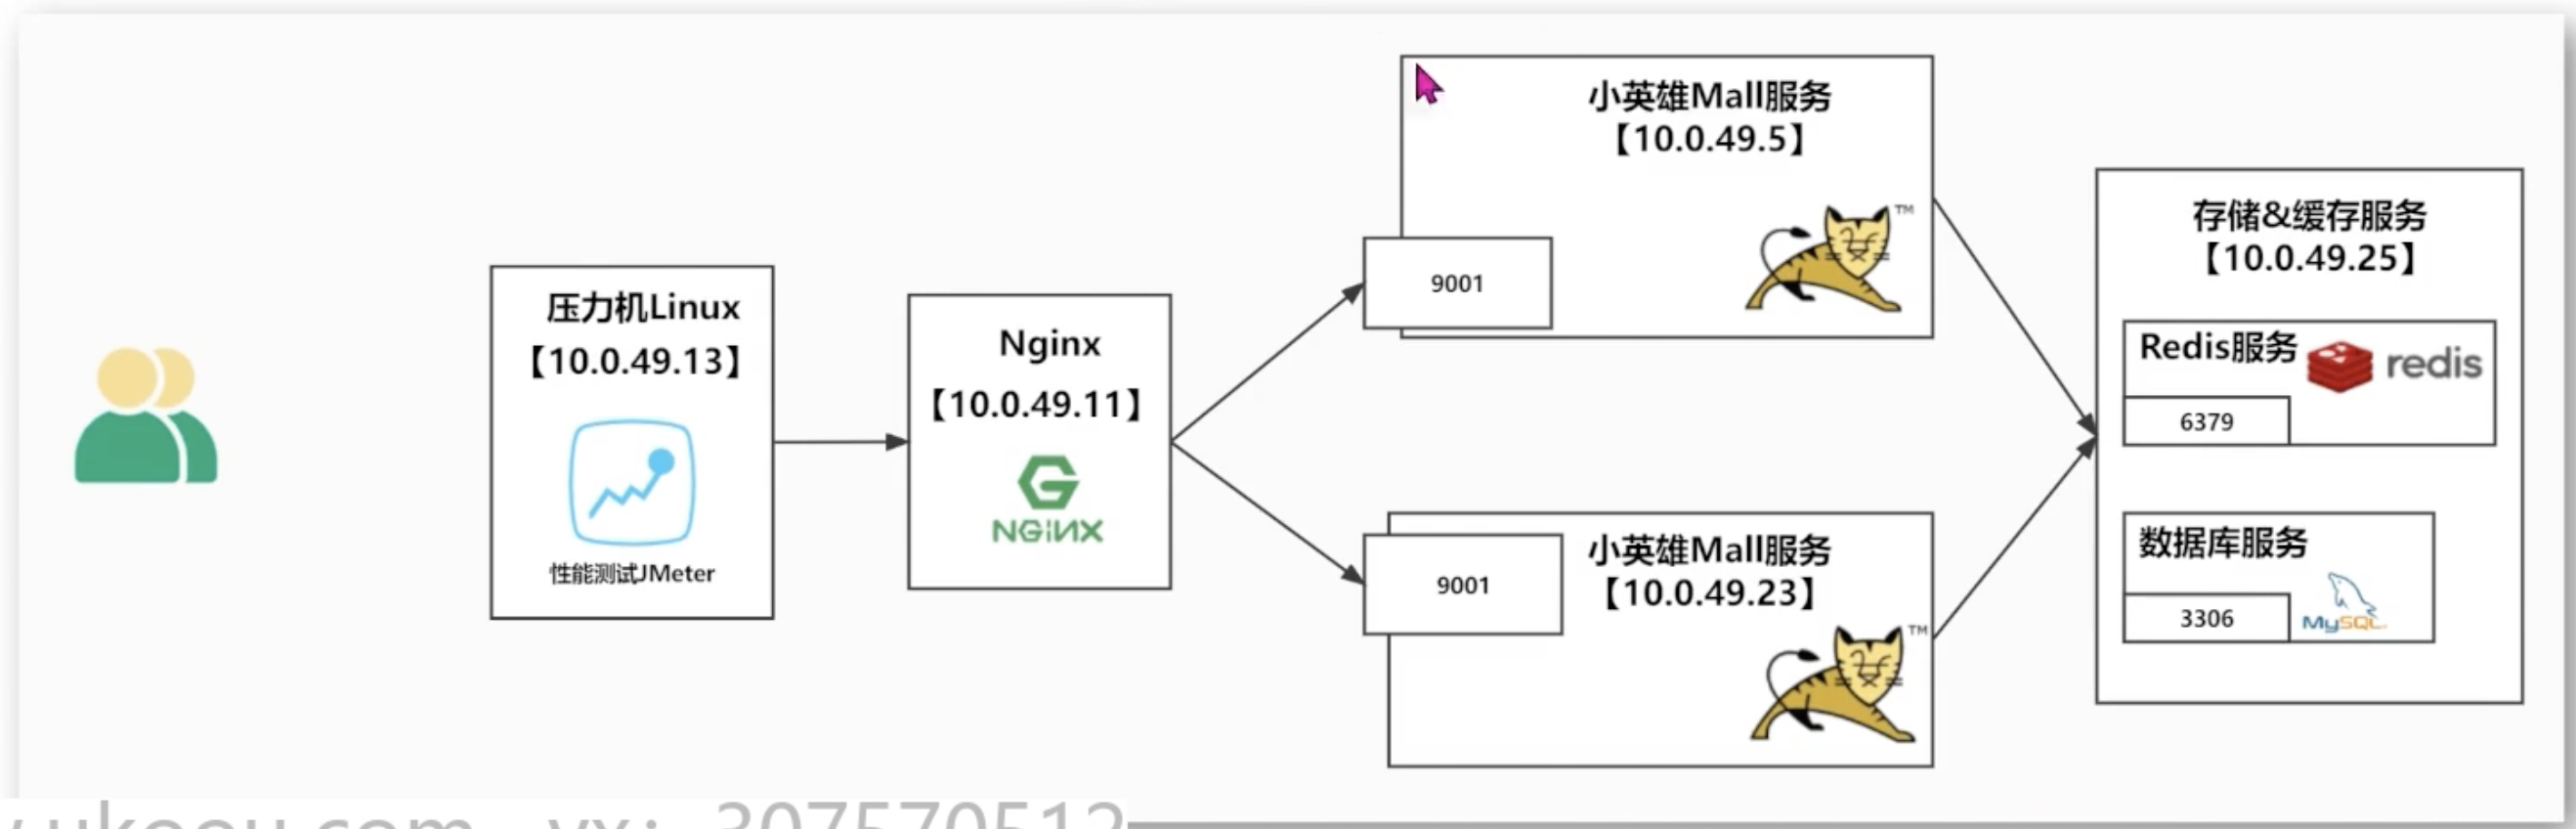 压力机Linux
【10.0.49.13】
性能测试JMeter
Nginx
【10.0.49.11】
NGiNX
小英雄Mall服务
【10.0.49.5】
TM
9001
小英雄Mall服务
【10.0.49.23】
TM
9001
存储&缓存服务
【10.0.49.25】
Redis服务
redis
6379
数据库服务
3306
MySQL
.ukoou.com vx: 307570512